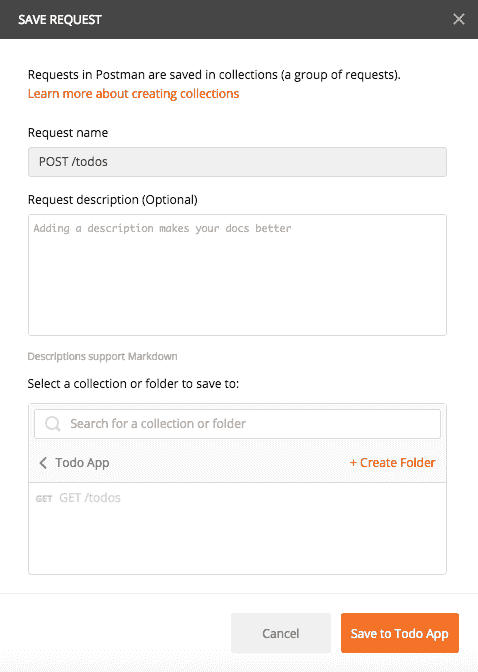 SAVE REQUEST
Requests in Postman are saved in collections (a group of requests).
Learn more about creating collections
Request name
POST /todos
Request description (Optional)
Adding a description makes your docs better
Descriptions support Markdown
Select a collection or folder to save to:
Search for a collection or folder
Todo App
+ Create Folder
GET GET /todos
Cancel
Save to Todo App